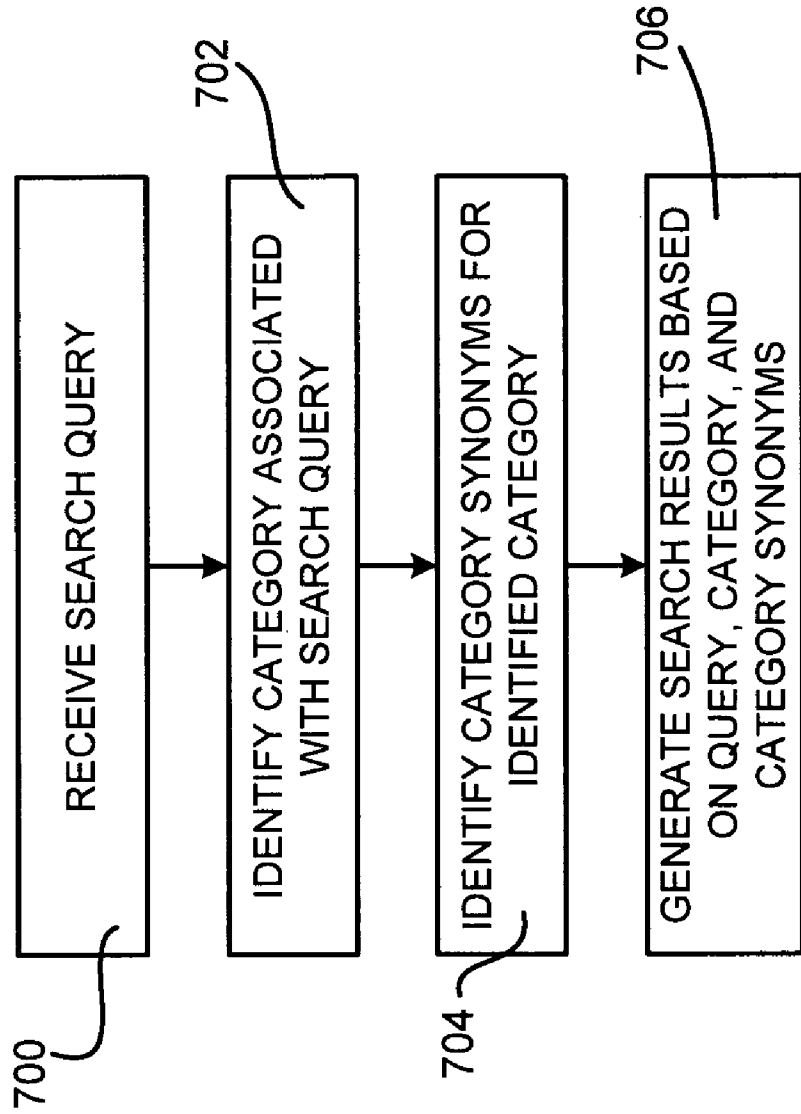 700
RECEIVE SEARCH QUERY
702
IDENTIFY CATEGORY ASSOCIATED
WITH SEARCH QUERY
704
IDENTIFY CATEGORY SYNONYMS FOR
IDENTIFIED CATEGORY
706
GENERATE SEARCH RESULTS BASED
ON QUERY, CATEGORY, AND
CATEGORY SYNONYMS